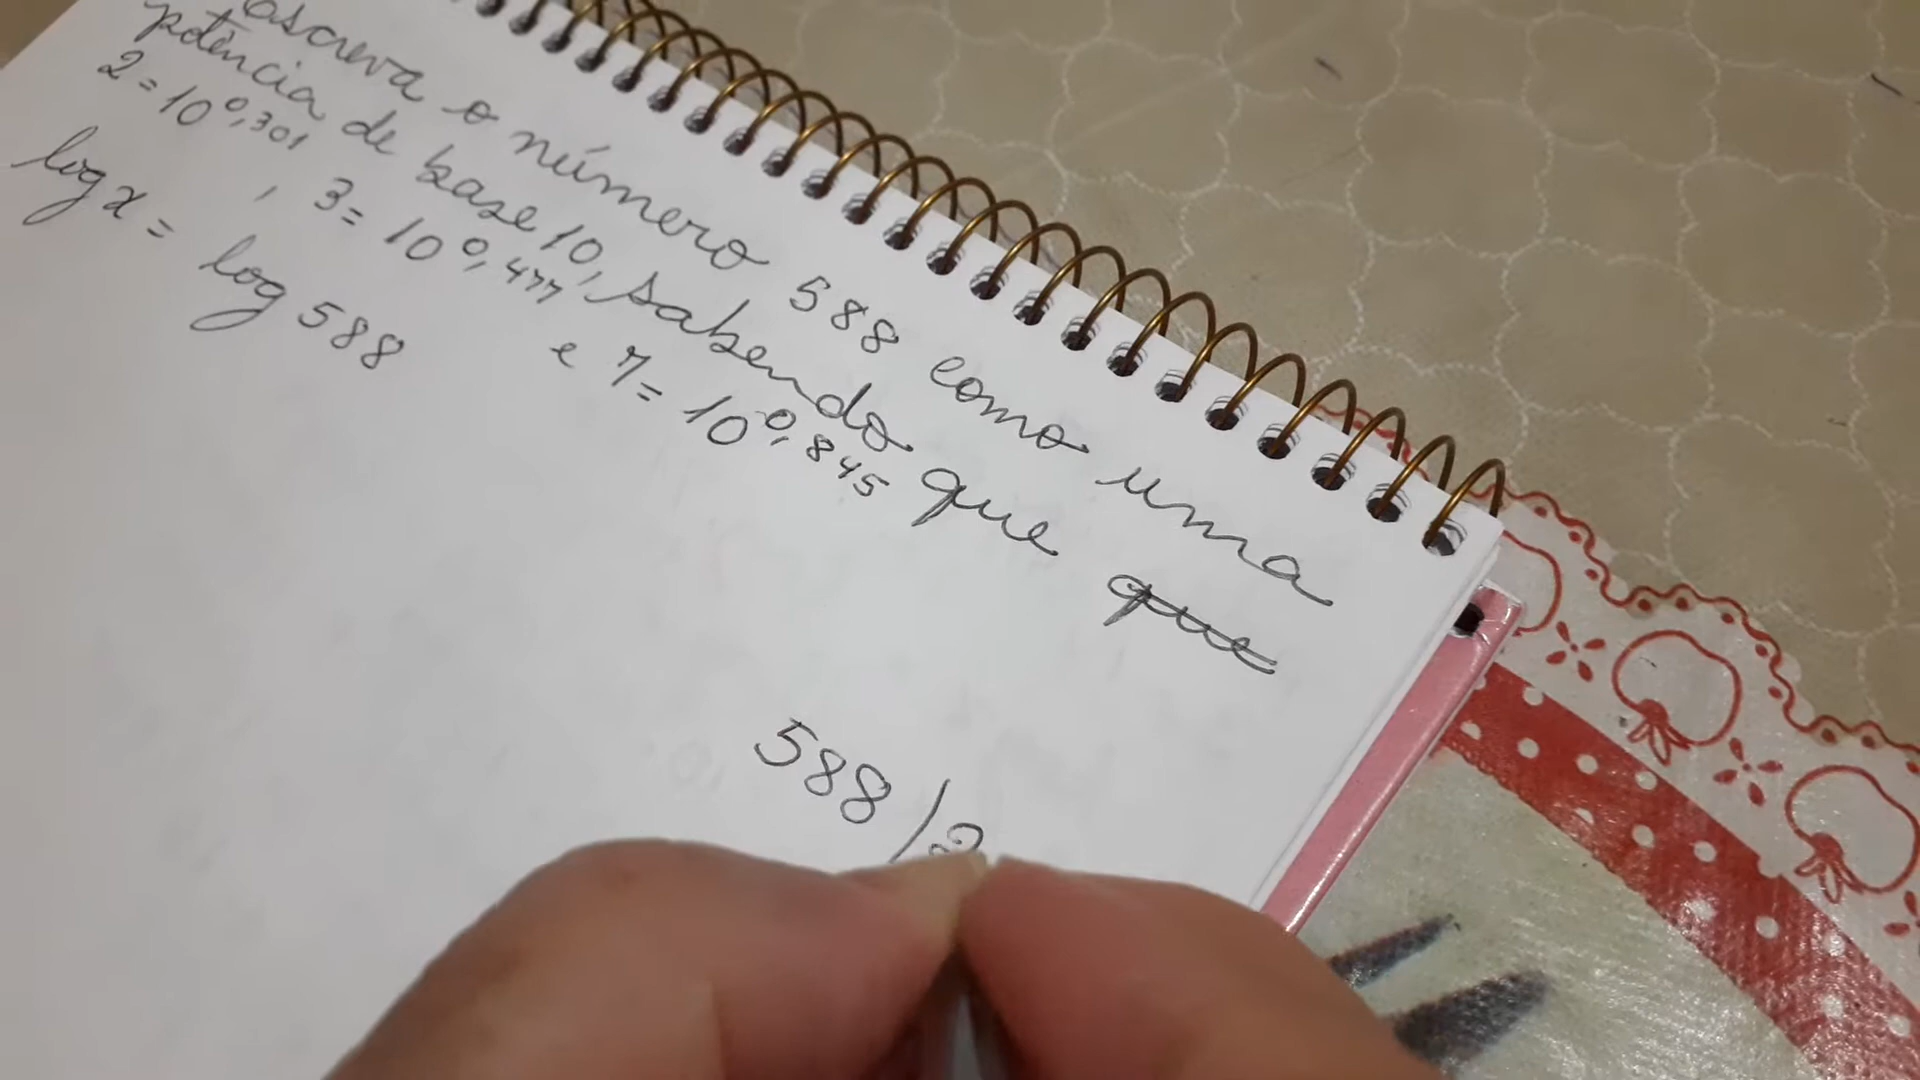 escreva o número 588 como uma
potência de base 10, sabendo que que
2 = 10^0,301 , 3 = 10^0,477 e 7 = 10^0,845
log x = log 588
588 | 2